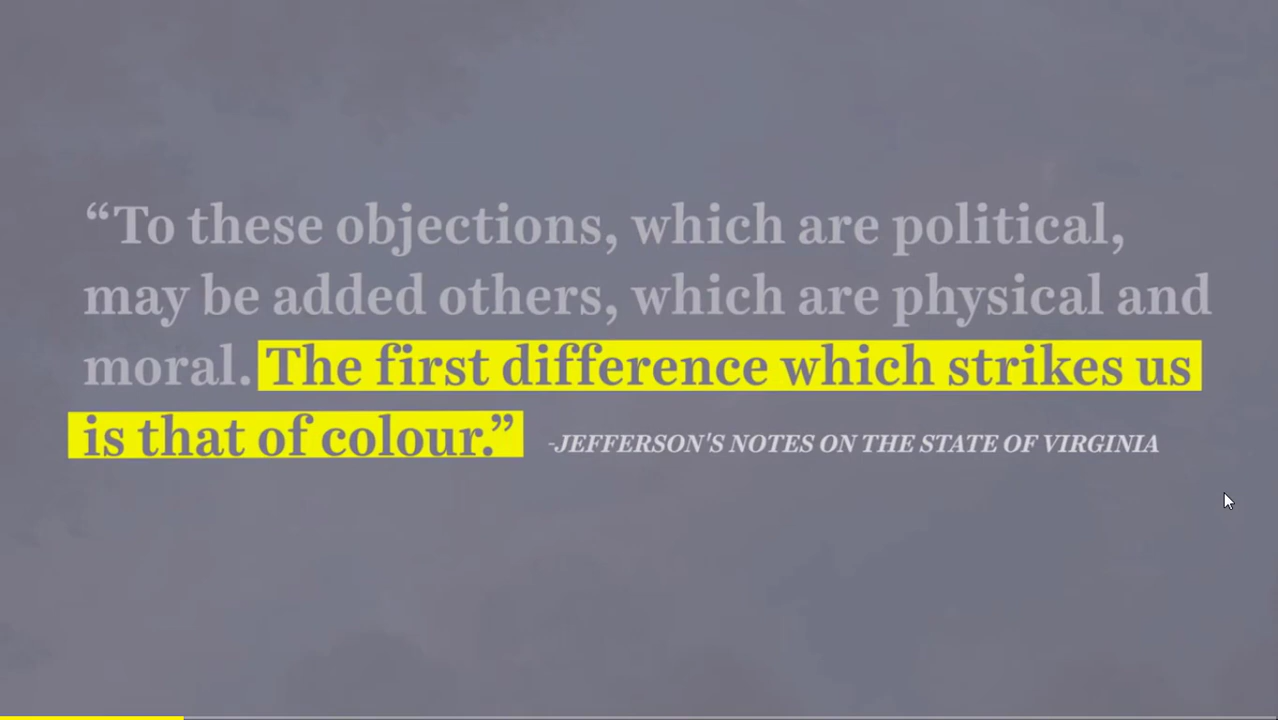 “To these objections, which are political,
may be added others, which are physical and
moral. The first difference which strikes us
is that of colour.” -JEFFERSON'S NOTES ON THE STATE OF VIRGINIA